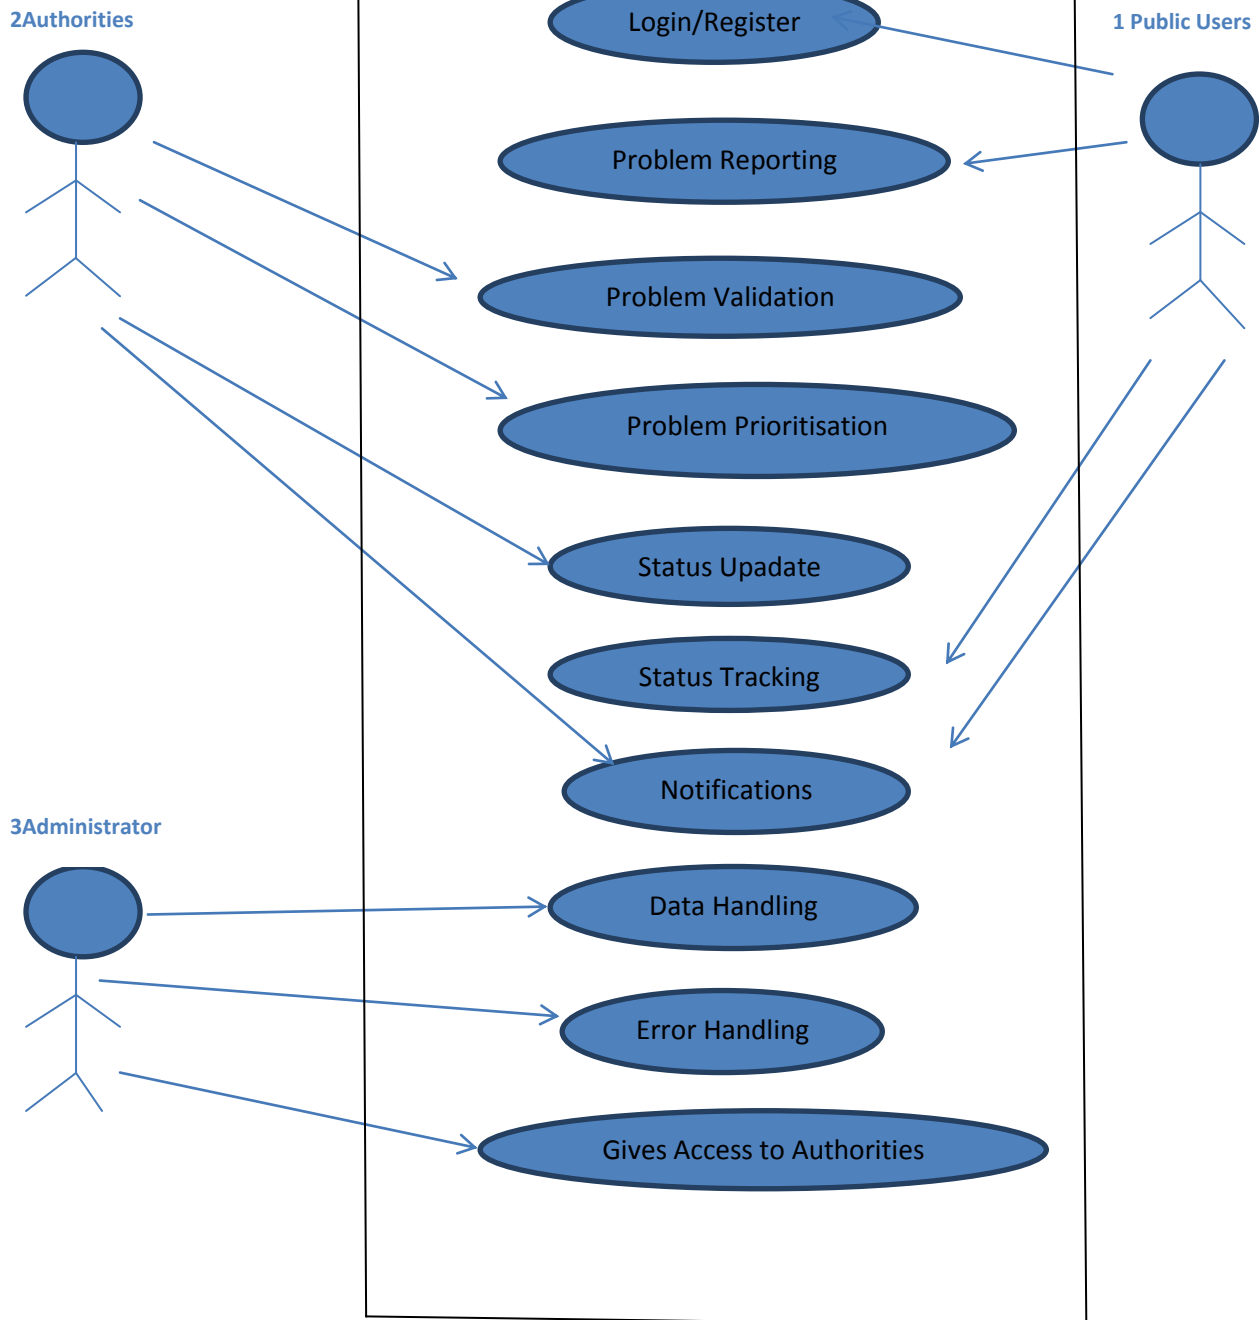 2Authorities
Login/Register
1 Public Users
Problem Reporting
Problem Validation
Problem Prioritisation
Status Upadate
Status Tracking
Notifications
3Administrator
Data Handling
Error Handling
Gives Access to Authorities